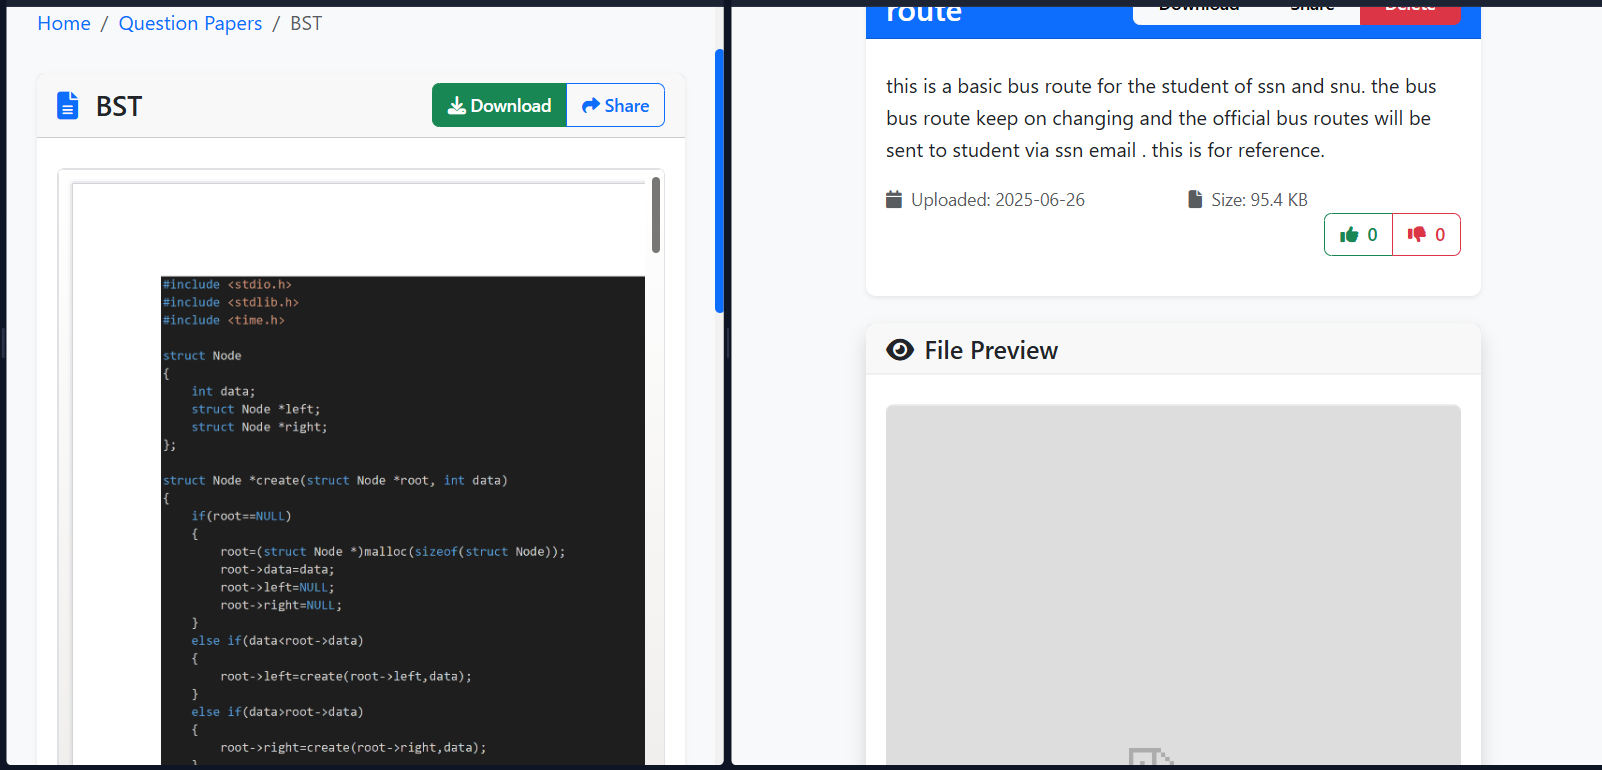 Home / Question Papers / BST
BST
Download
Share
#include <stdio.h>
#include <stdlib.h>
#include <time.h>
struct Node
{
    int data;
    struct Node *left;
    struct Node *right;
};
struct Node *create(struct Node *root, int data)
{
    if(root==NULL)
    {
        root=(struct Node *)malloc(sizeof(struct Node));
        root->data=data;
        root->left=NULL;
        root->right=NULL;
    }
    else if(data<root->data)
    {
        root->left=create(root->left,data);
    }
    else if(data>root->data)
    {
        root->right=create(root->right,data);
    }
route
Download
Share
Delete
this is a basic bus route for the student of ssn and snu. the bus
bus route keep on changing and the official bus routes will be
sent to student via ssn email . this is for reference.
Uploaded: 2025-06-26
Size: 95.4 KB
0
0
File Preview